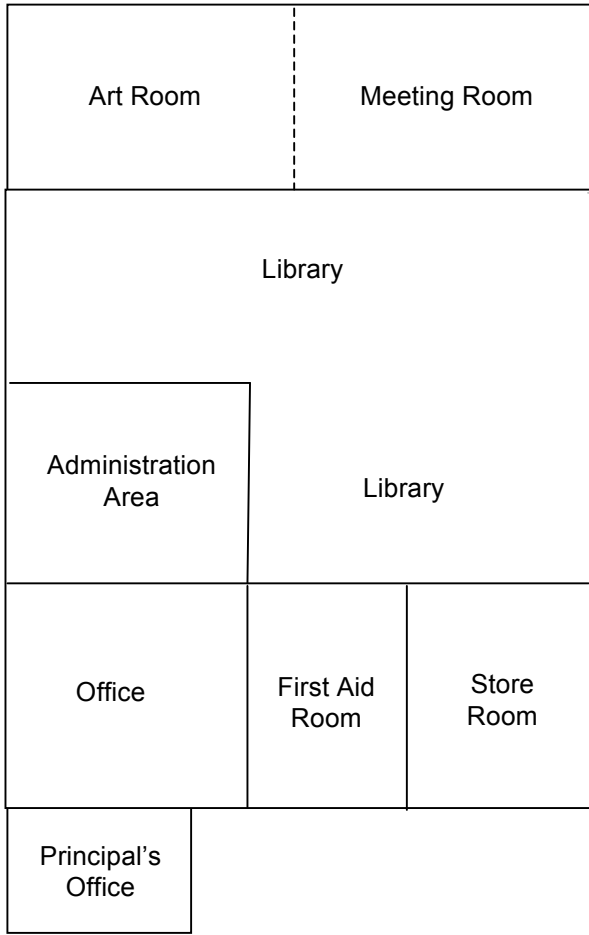 Art Room
Meeting Room
Library
Administration
Area
Library
Office
First Aid
Room
Store
Room
Principal’s
Office